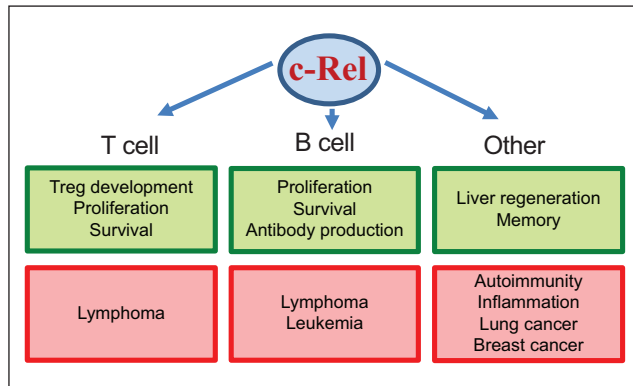 c-Rel
T cell
B cell
Other
Treg development
Proliferation
Survival
Proliferation
Survival
Antibody production
Liver regeneration
Memory
Lymphoma
Lymphoma
Leukemia
Autoimmunity
Inflammation
Lung cancer
Breast cancer